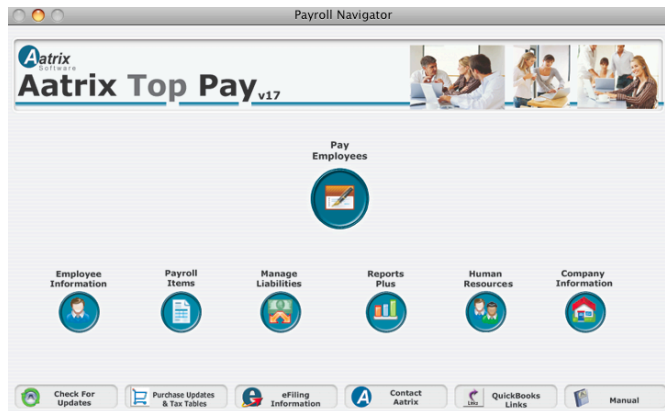 Payroll Navigator
Aatrix
Software
Aatrix Top Pay v17
Pay
Employees
Employee
Information
Payroll
Items
Manage
Liabilities
Reports
Plus
Human
Resources
Company
Information
Check For
Updates
Purchase Updates
& Tax Tables
eFiling
Information
Contact
Aatrix
Links
QuickBooks
Links
Manual